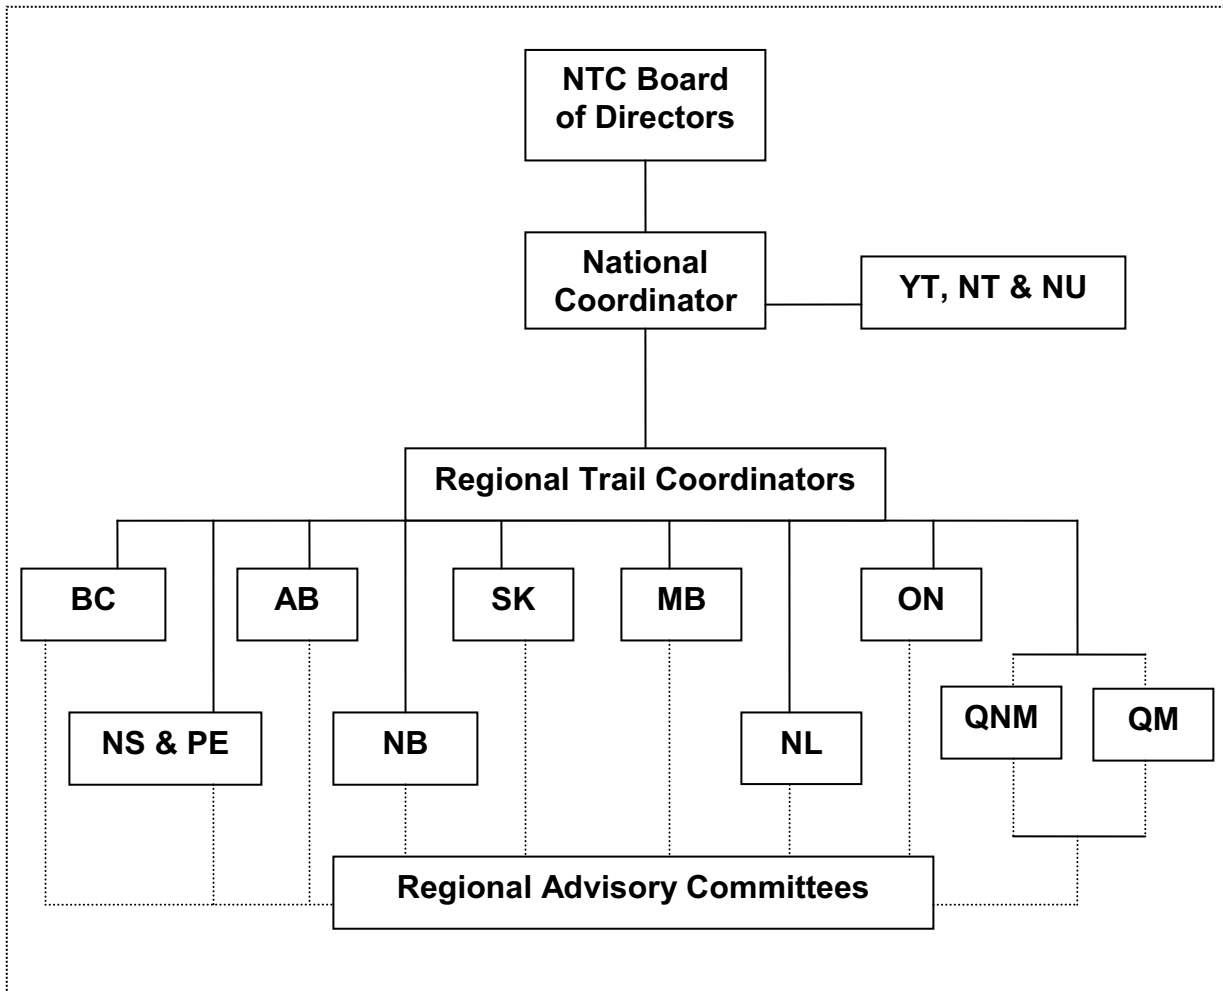 NTC Board
of Directors
National
Coordinator
YT, NT & NU
Regional Trail Coordinators
BC
AB
SK
MB
ON
QNM
QM
NS & PE
NB
NL
Regional Advisory Committees